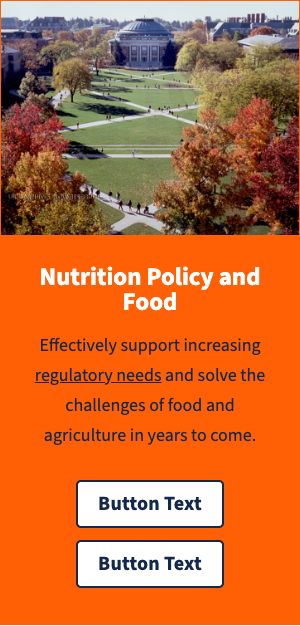 Nutrition Policy and
Food
Effectively support increasing
regulatory needs and solve the
challenges of food and
agriculture in years to come.
Button Text
Button Text